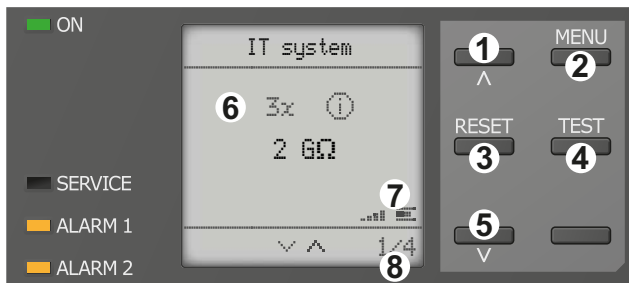 ON
SERVICE
ALARM 1
ALARM 2
IT system
6 3x i
2 GΩ
7
1/4
8
1
MENU
2
RESET
3
TEST
4
5